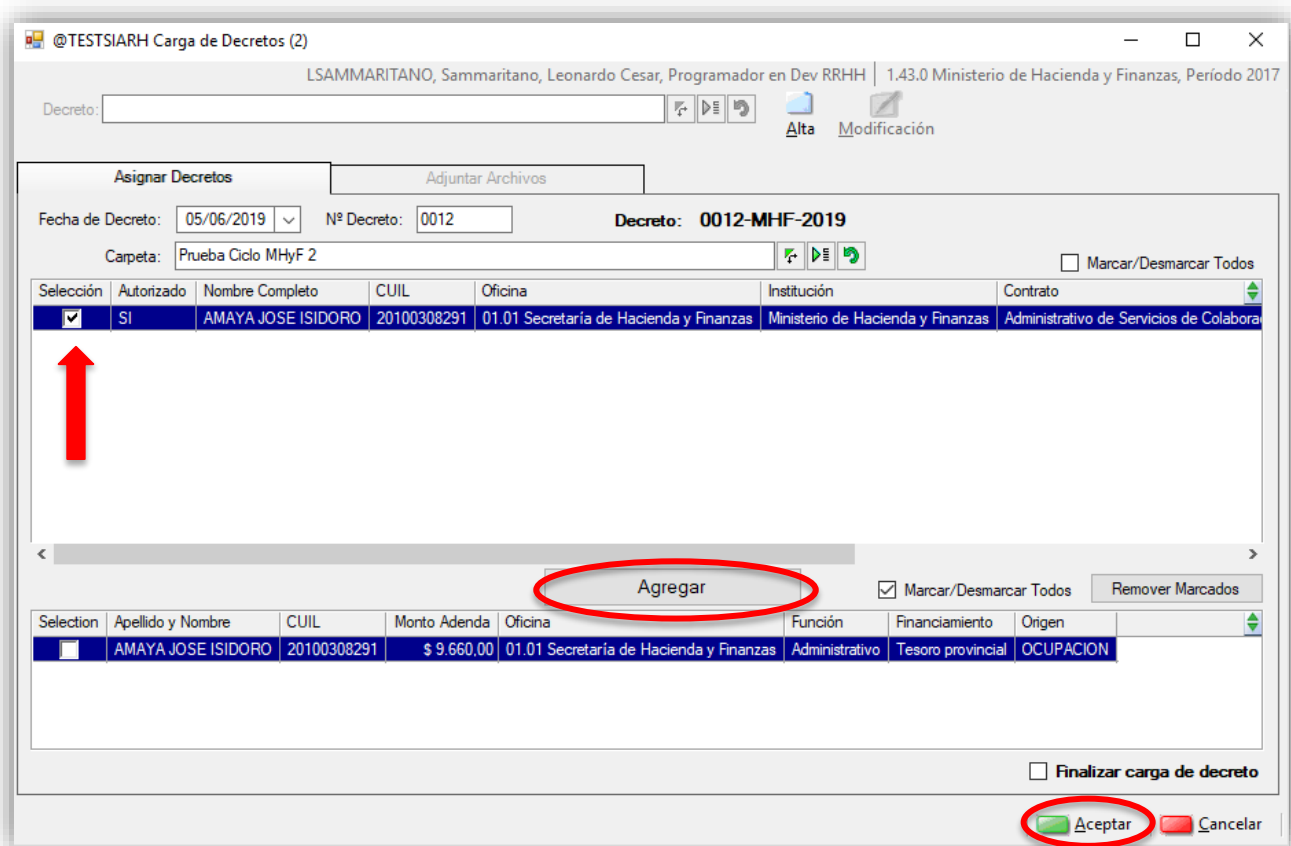 @TESTSIARH Carga de Decretos (2)
LSAMMARITANO, Sammaritano, Leonardo Cesar, Programador en Dev RRHH | 1.43.0 Ministerio de Hacienda y Finanzas, Período 2017
Decreto:
Alta Modificación
Asignar Decretos Adjuntar Archivos
Fecha de Decreto: 05/06/2019 Nº Decreto: 0012 Decreto: 0012-MHF-2019
Carpeta: Prueba Ciclo MHyF 2
Marcar/Desmarcar Todos
Selección Autorizado Nombre Completo CUIL Oficina Institución Contrato
SI AMAYA JOSE ISIDORO 20100308291 01.01 Secretaría de Hacienda y Finanzas Ministerio de Hacienda y Finanzas Administrativo de Servicios de Colabora
Agregar Marcar/Desmarcar Todos Remover Marcados
Selection Apellido y Nombre CUIL Monto Adenda Oficina Función Financiamiento Origen
AMAYA JOSE ISIDORO 20100308291 $ 9.660,00 01.01 Secretaría de Hacienda y Finanzas Administrativo Tesoro provincial OCUPACION
Finalizar carga de decreto
Aceptar Cancelar